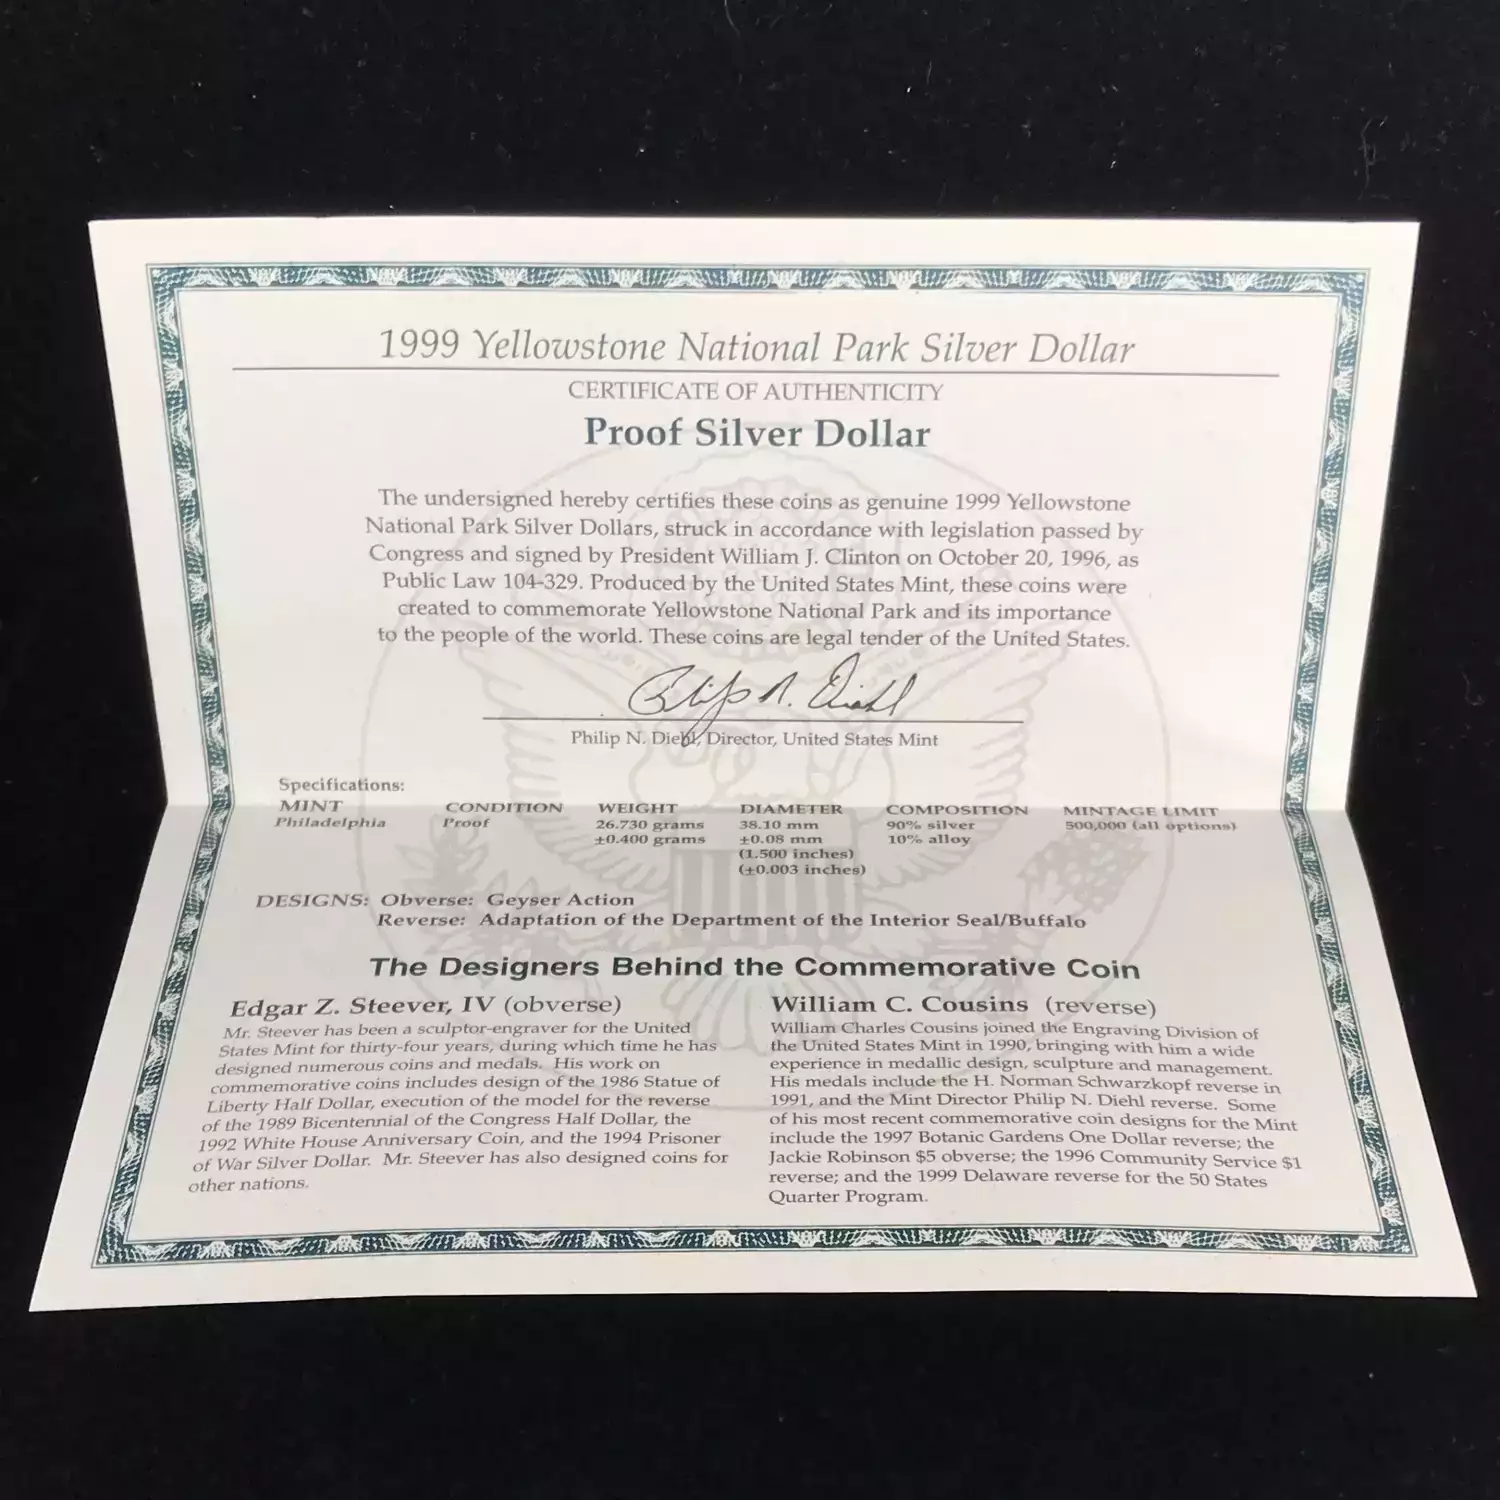 1999 Yellowstone National Park Silver Dollar
CERTIFICATE OF AUTHENTICITY
Proof Silver Dollar
The undersigned hereby certifies these coins as genuine 1999 Yellowstone
National Park Silver Dollars, struck in accordance with legislation passed by
Congress and signed by President William J. Clinton on October 20, 1996, as
Public Law 104-329. Produced by the United States Mint, these coins were
created to commemorate Yellowstone National Park and its importance
to the people of the world. These coins are legal tender of the United States.
Philip N. Diehl
Philip N. Diehl, Director, United States Mint
Specifications:
MINT CONDITION WEIGHT DIAMETER COMPOSITION MINTAGE LIMIT
Philadelphia Proof 26.730 grams 38.10 mm 90% silver 500,000 (all options)
±0.400 grams ±0.08 mm 10% alloy
(1.500 inches)
(±0.003 inches)
DESIGNS: Obverse: Geyser Action
Reverse: Adaptation of the Department of the Interior Seal/Buffalo
The Designers Behind the Commemorative Coin
Edgar Z. Steever, IV (obverse)
Mr. Steever has been a sculptor-engraver for the United
States Mint for thirty-four years, during which time he has
designed numerous coins and medals. His work on
commemorative coins includes design of the 1986 Statue of
Liberty Half Dollar, execution of the model for the reverse
of the 1989 Bicentennial of the Congress Half Dollar, the
1992 White House Anniversary Coin, and the 1994 Prisoner
of War Silver Dollar. Mr. Steever has also designed coins for
other nations.
William C. Cousins (reverse)
William Charles Cousins joined the Engraving Division of
the United States Mint in 1990, bringing with him a wide
experience in medallic design, sculpture and management.
His medals include the H. Norman Schwarzkopf reverse in
1991, and the Mint Director Philip N. Diehl reverse. Some
of his most recent commemorative coin designs for the Mint
include the 1997 Botanic Gardens One Dollar reverse; the
Jackie Robinson $5 obverse; the 1996 Community Service $1
reverse; and the 1999 Delaware reverse for the 50 States
Quarter Program.